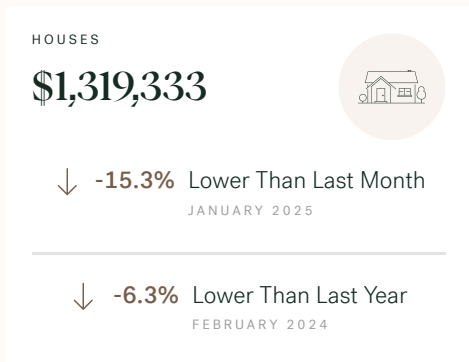 HOUSES
$1,319,333
-15.3% Lower Than Last Month
JANUARY 2025
-6.3% Lower Than Last Year
FEBRUARY 2024